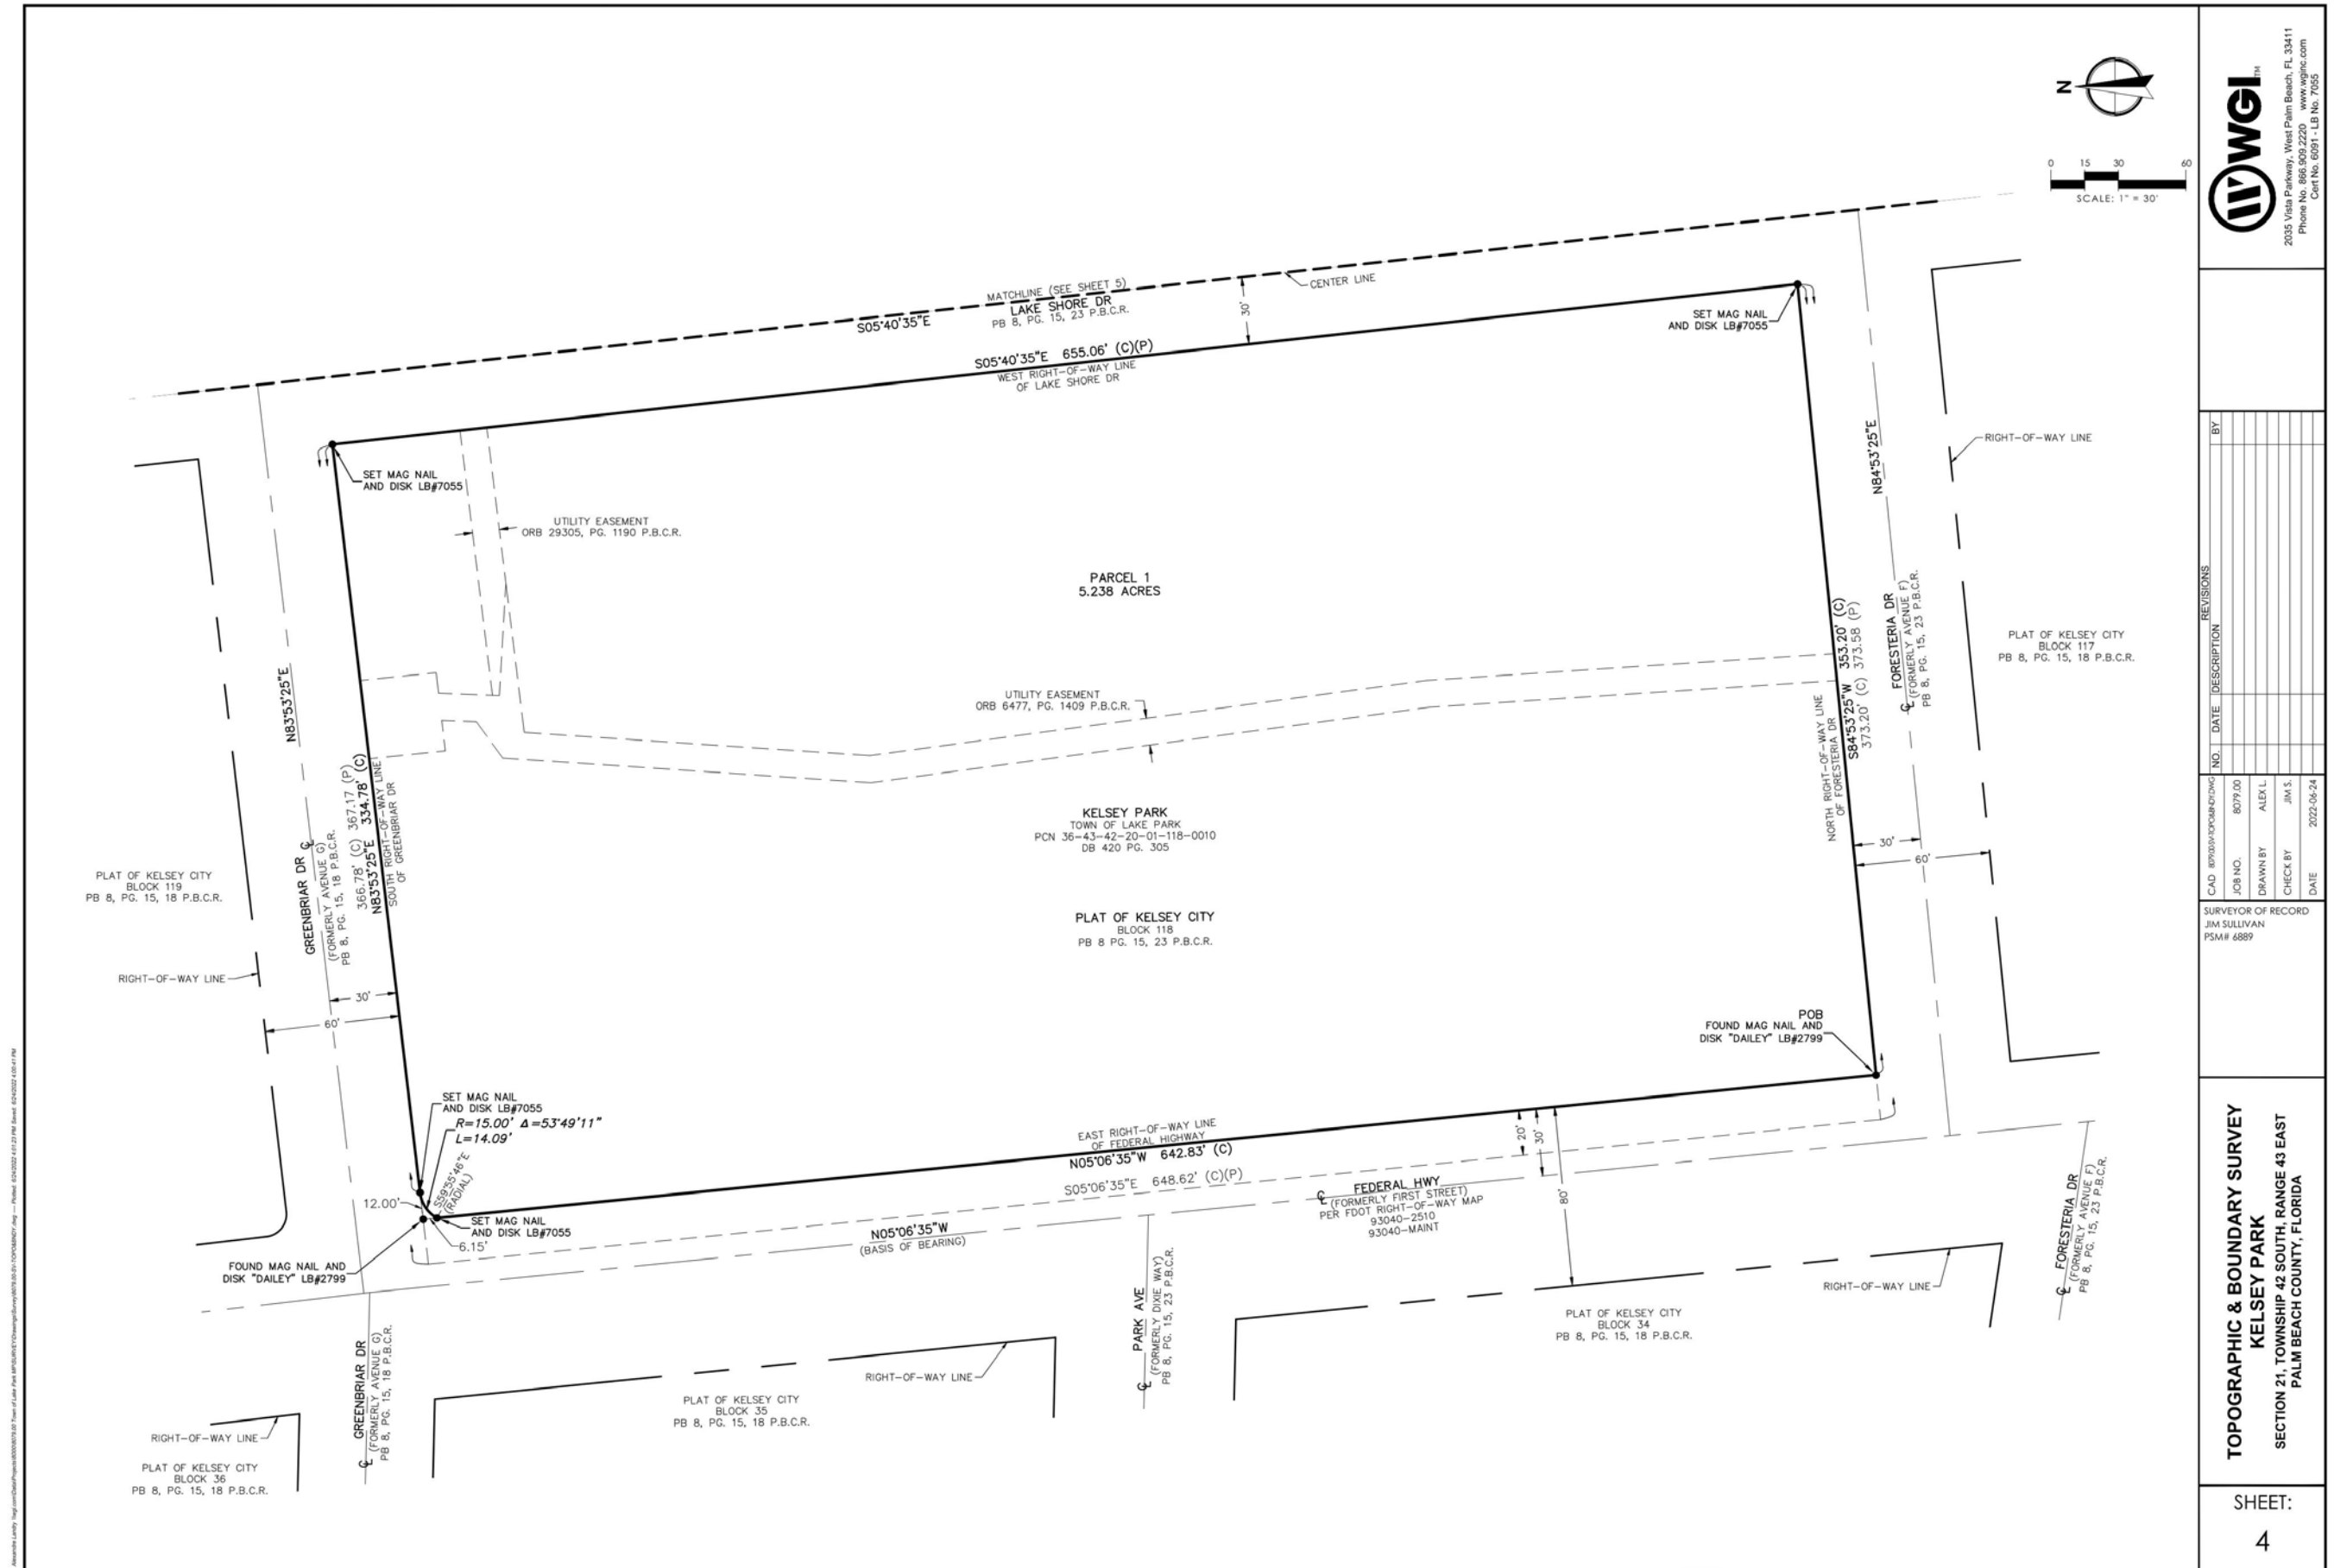 N
0 15 30 60
SCALE: 1" = 30'
MATCHLINE (SEE SHEET 5)
LAKE SHORE DR
PB 8, PG. 15, 23 P.B.C.R.
S05°40'35"E
CENTER LINE
30'
S05°40'35"E 655.06' (C)(P)
WEST RIGHT-OF-WAY LINE
OF LAKE SHORE DR
SET MAG NAIL
AND DISK LB#7055
SET MAG NAIL
AND DISK LB#7055
UTILITY EASEMENT
ORB 29305, PG. 1190 P.B.C.R.
PARCEL 1
5.238 ACRES
UTILITY EASEMENT
ORB 6477, PG. 1409 P.B.C.R.
KELSEY PARK
TOWN OF LAKE PARK
PCN 36-43-42-20-01-118-0010
DB 420 PG. 305
PLAT OF KELSEY CITY
BLOCK 118
PB 8 PG. 15, 23 P.B.C.R.
N83°53'25"E
GREENBRIAR DR ℄
(FORMERLY AVENUE G)
PB 8, PG. 15, 18 P.B.C.R.
366.78' (C) 367.17 (P)
N83°53'25"E 334.78' (C)
SOUTH RIGHT-OF-WAY LINE
OF GREENBRIAR DR
PLAT OF KELSEY CITY
BLOCK 119
PB 8, PG. 15, 18 P.B.C.R.
RIGHT-OF-WAY LINE
30'
60'
N84°53'25"E
RIGHT-OF-WAY LINE
℄ FORESTERIA DR
(FORMERLY AVENUE F)
PB 8, PG. 15, 23 P.B.C.R.
S84°53'25"W 353.20' (C)
373.20' (C) 373.58 (P)
NORTH RIGHT-OF-WAY LINE
OF FORESTERIA DR
PLAT OF KELSEY CITY
BLOCK 117
PB 8, PG. 15, 18 P.B.C.R.
30'
60'
POB
FOUND MAG NAIL AND
DISK "DAILEY" LB#2799
SET MAG NAIL
AND DISK LB#7055
R=15.00' Δ=53°49'11"
L=14.09'
S59°55'46"E
(RADIAL)
12.00'
SET MAG NAIL
AND DISK LB#7055
6.15'
FOUND MAG NAIL AND
DISK "DAILEY" LB#2799
EAST RIGHT-OF-WAY LINE
OF FEDERAL HIGHWAY
N05°06'35"W 642.83' (C)
S05°06'35"E 648.62' (C)(P)
N05°06'35"W
(BASIS OF BEARING)
20'
30'
80'
℄ FEDERAL HWY
(FORMERLY FIRST STREET)
PER FDOT RIGHT-OF-WAY MAP
93040-2510
93040-MAINT
℄ PARK AVE
(FORMERLY DIXIE WAY)
PB 8, PG. 15, 23 P.B.C.R.
℄ GREENBRIAR DR
(FORMERLY AVENUE G)
PB 8, PG. 15, 18 P.B.C.R.
℄ FORESTERIA DR
(FORMERLY AVENUE F)
PB 8, PG. 15, 23 P.B.C.R.
RIGHT-OF-WAY LINE
PLAT OF KELSEY CITY
BLOCK 34
PB 8, PG. 15, 18 P.B.C.R.
RIGHT-OF-WAY LINE
PLAT OF KELSEY CITY
BLOCK 35
PB 8, PG. 15, 18 P.B.C.R.
RIGHT-OF-WAY LINE
PLAT OF KELSEY CITY
BLOCK 36
PB 8, PG. 15, 18 P.B.C.R.
WGI™
2035 Vista Parkway, West Palm Beach, FL 33411
Phone No. 866.909.2220 www.wginc.com
Cert No. 6091 - LB No. 7055
REVISIONS
NO. DATE DESCRIPTION BY
CAD
JOB NO. 8079.00
DRAWN BY ALEX L.
CHECK BY JIM S.
DATE 2022-06-24
SURVEYOR OF RECORD
JIM SULLIVAN
PSM# 6889
TOPOGRAPHIC & BOUNDARY SURVEY
KELSEY PARK
SECTION 21, TOWNSHIP 42 SOUTH, RANGE 43 EAST
PALM BEACH COUNTY, FLORIDA
SHEET:
4